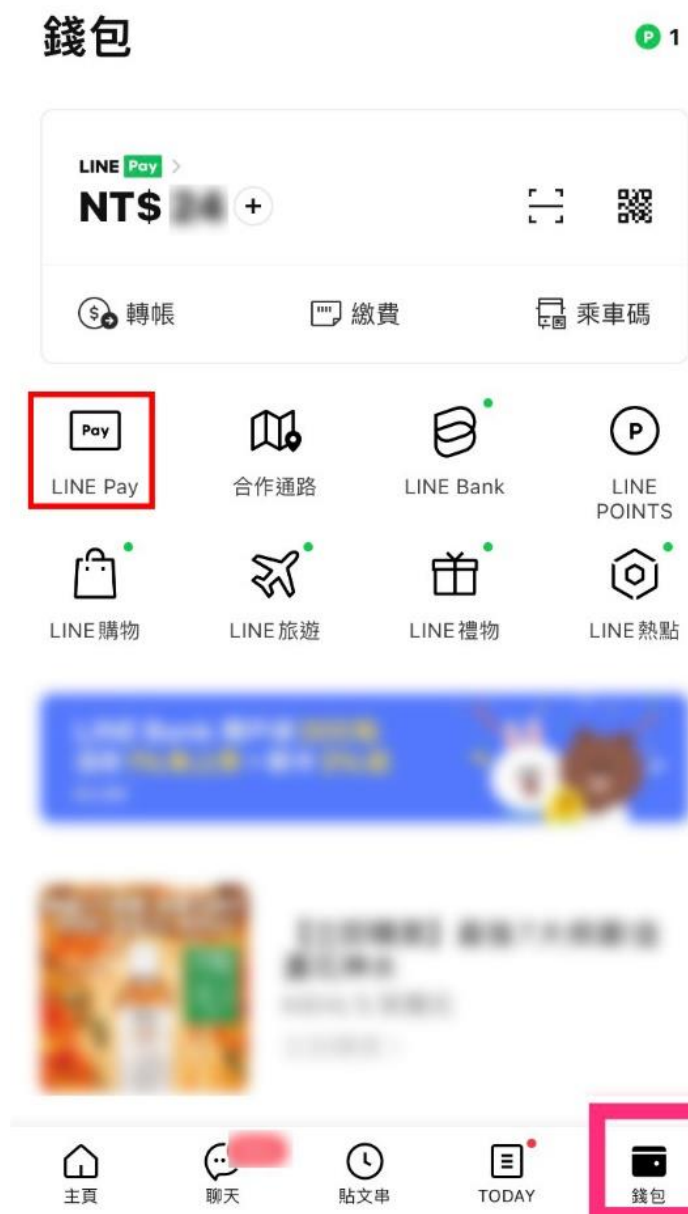 錢包
P 1
LINE Pay >
NT$ +
轉帳
繳費
乘車碼
Pay
LINE Pay
合作通路
LINE Bank
P
LINE
POINTS
LINE購物
LINE旅遊
LINE禮物
LINE熱點
主頁
聊天
貼文串
TODAY
錢包